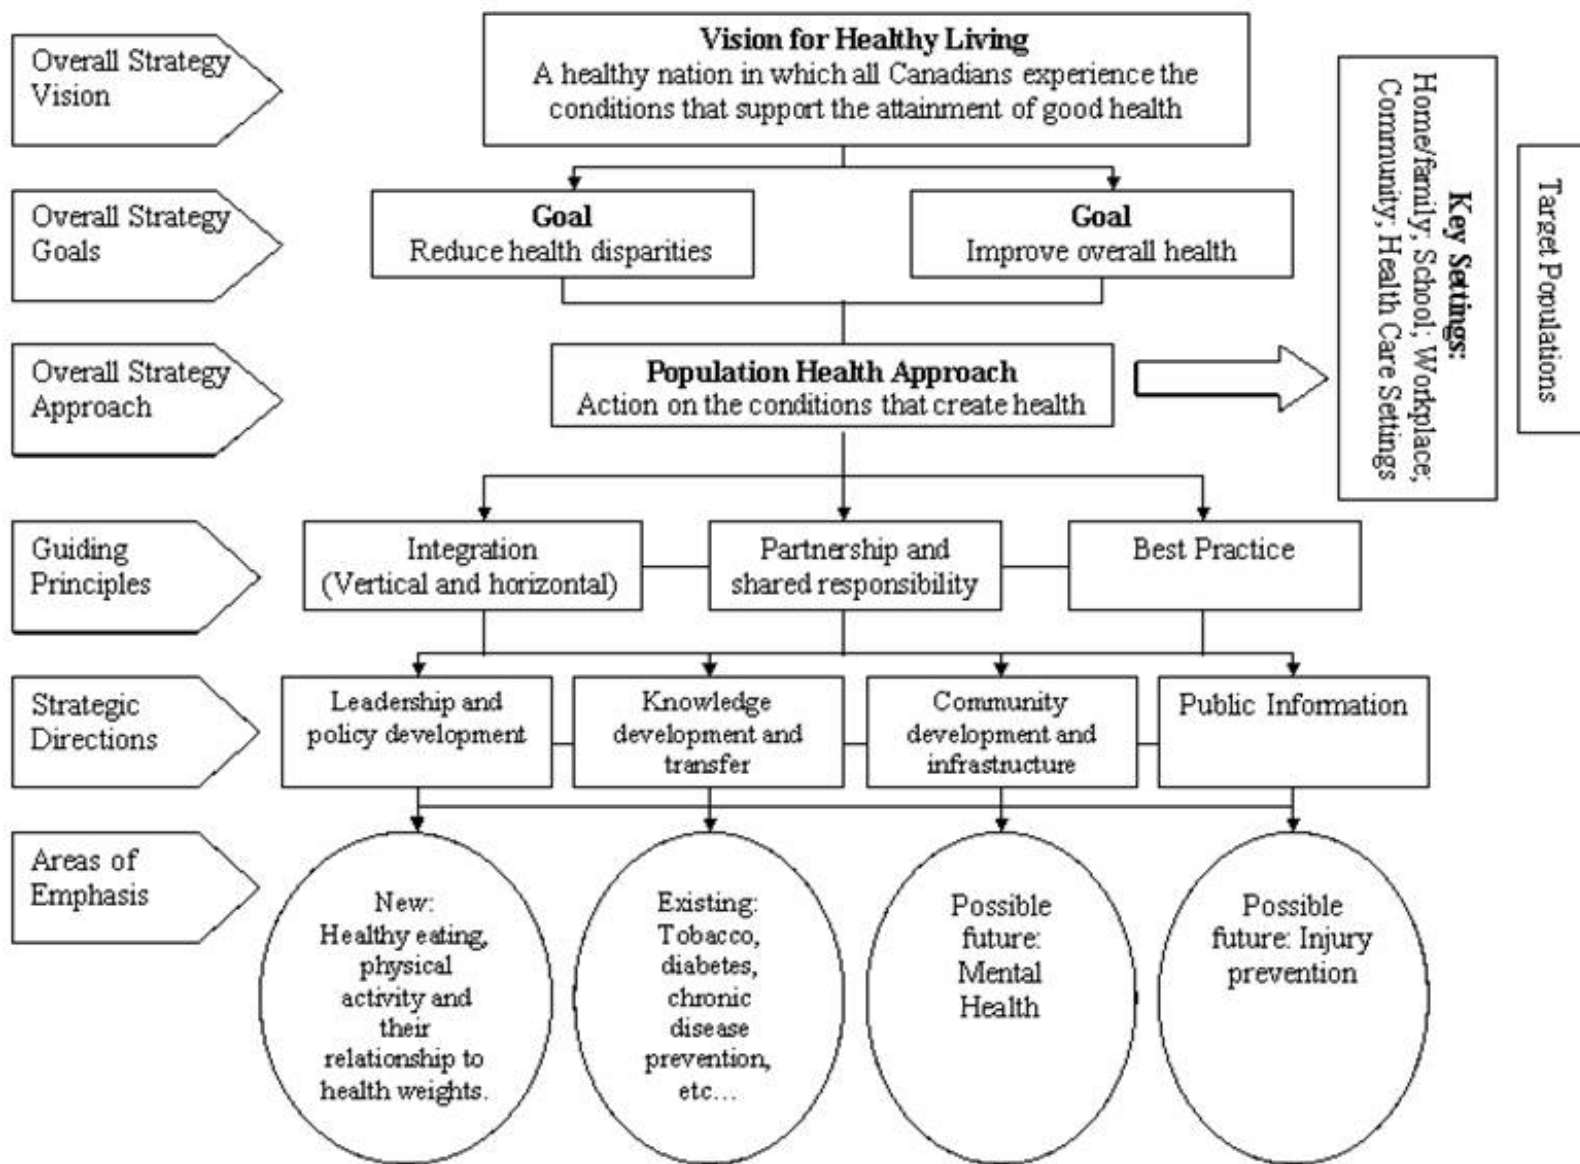 Overall Strategy
Vision
Vision for Healthy Living
A healthy nation in which all Canadians experience the
conditions that support the attainment of good health
Overall Strategy
Goals
Goal
Reduce health disparities
Goal
Improve overall health
Overall Strategy
Approach
Population Health Approach
Action on the conditions that create health
Key Settings:
Home/family; School; Workplace;
Community; Health Care Settings
Target Populations
Guiding
Principles
Integration
(Vertical and horizontal)
Partnership and
shared responsibility
Best Practice
Strategic
Directions
Leadership and
policy development
Knowledge
development and
transfer
Community
development and
infrastructure
Public Information
Areas of
Emphasis
New:
Healthy eating,
physical
activity and
their
relationship to
health weights.
Existing:
Tobacco,
diabetes,
chronic
disease
prevention,
etc...
Possible
future:
Mental
Health
Possible
future: Injury
prevention